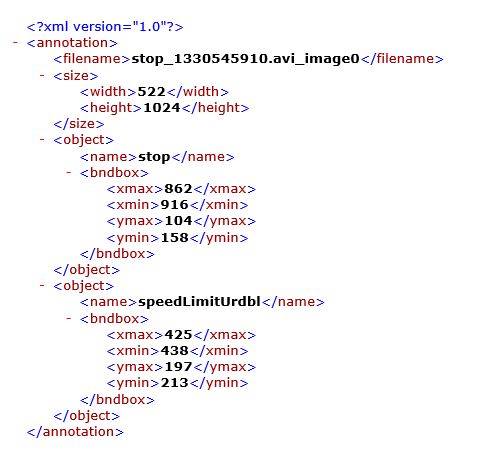 <?xml version="1.0"?>
- <annotation>
<filename>stop_1330545910.avi_image0</filename>
- <size>
<width>522</width>
<height>1024</height>
</size>
- <object>
<name>stop</name>
- <bndbox>
<xmax>862</xmax>
<xmin>916</xmin>
<ymax>104</ymax>
<ymin>158</ymin>
</bndbox>
</object>
- <object>
<name>speedLimitUrdbl</name>
- <bndbox>
<xmax>425</xmax>
<xmin>438</xmin>
<ymax>197</ymax>
<ymin>213</ymin>
</bndbox>
</object>
</annotation>